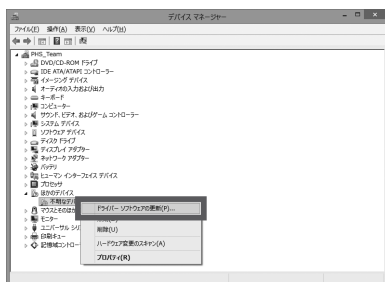 デバイス マネージャー
ファイル(F) 操作(A) 表示(V) ヘルプ(H)
PHS_Team
DVD/CD-ROM ドライブ
IDE ATA/ATAPI コントローラー
イメージング デバイス
オーディオの入力および出力
キーボード
コンピューター
サウンド、ビデオ、およびゲーム コントローラー
システム デバイス
ソフトウェア デバイス
ディスク ドライブ
ディスプレイ アダプター
ネットワーク アダプター
バッテリ
ヒューマン インターフェイス デバイス
プロセッサ
ほかのデバイス
不明なデバ
ドライバー ソフトウェアの更新(P)...
マウスとそのほか
モニター
ユニバーサル シリ
削除(U)
印刷キュー
ハードウェア変更のスキャン(A)
記憶域コントロー
プロパティ(R)